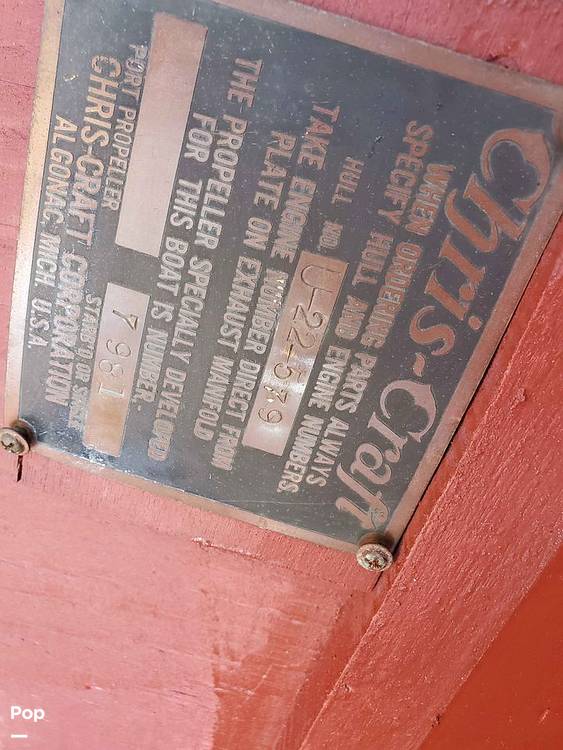 Chris-Craft
WHEN ORDERING PARTS ALWAYS
SPECIFY HULL AND ENGINE NUMBERS.
HULL NO. U-22-579
TAKE ENGINE NUMBER DIRECT FROM
PLATE ON EXHAUST MANIFOLD
THE PROPELLER SPECIALLY DEVELOPED
FOR THIS BOAT IS NUMBER.
PORT PROPELLER STARB'D OR SINGLE 7981
CHRIS-CRAFT CORPORATION
ALGONAC MICH. U.S.A.
Pop